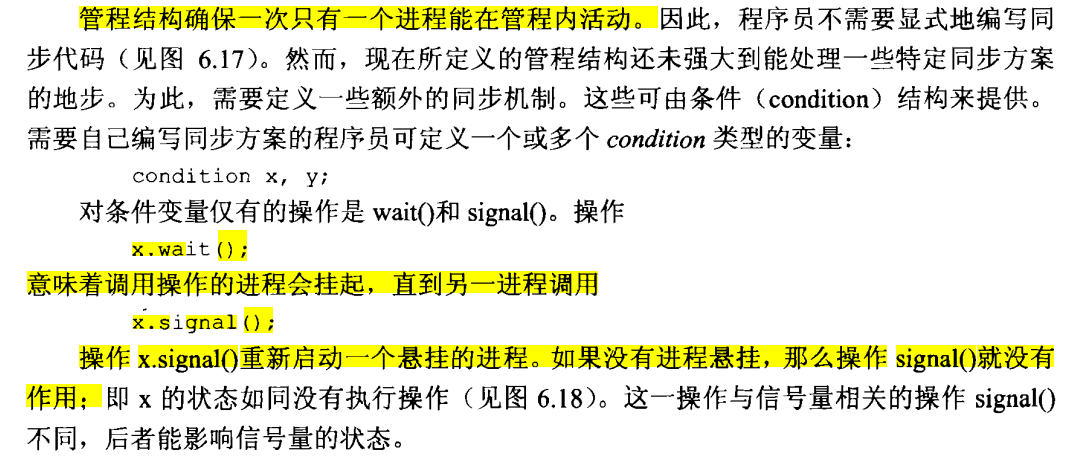 管程结构确保一次只有一个进程能在管程内活动。因此，程序员不需要显式地编写同
步代码（见图 6.17）。然而，现在所定义的管程结构还未强大到能处理一些特定同步方案
的地步。为此，需要定义一些额外的同步机制。这些可由条件（condition）结构来提供。
需要自己编写同步方案的程序员可定义一个或多个 condition 类型的变量：
condition x, y;
对条件变量仅有的操作是 wait()和 signal()。操作
x.wait();
意味着调用操作的进程会挂起，直到另一进程调用
x.signal();
操作 x.signal()重新启动一个悬挂的进程。如果没有进程悬挂，那么操作 signal()就没有
作用；即 x 的状态如同没有执行操作（见图 6.18）。这一操作与信号量相关的操作 signal()
不同，后者能影响信号量的状态。